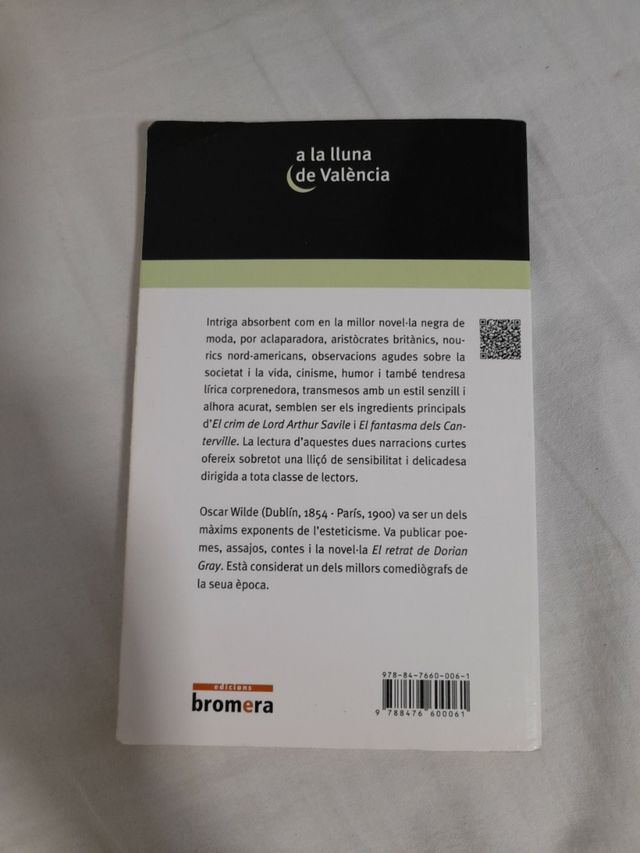 a la lluna
de València
Intriga absorbent com en la millor novel·la negra de
moda, por aclaparadora, aristòcrates britànics, nou-
rics nord-americans, observacions agudes sobre la
societat i la vida, cinisme, humor i també tendresa
lírica corprenedora, transmesos amb un estil senzill i
alhora acurat, semblen ser els ingredients principals
d'El crim de Lord Arthur Savile i El fantasma dels Can-
terville. La lectura d'aquestes dues narracions curtes
ofereix sobretot una lliçó de sensibilitat i delicadesa
dirigida a tota classe de lectors.
Oscar Wilde (Dublín, 1854 - París, 1900) va ser un dels
màxims exponents de l'esteticisme. Va publicar poe-
mes, assajos, contes i la novel·la El retrat de Dorian
Gray. Està considerat un dels millors comediògrafs de
la seua època.
edicions
bromera
978-84-7660-006-1
9 788476 600061